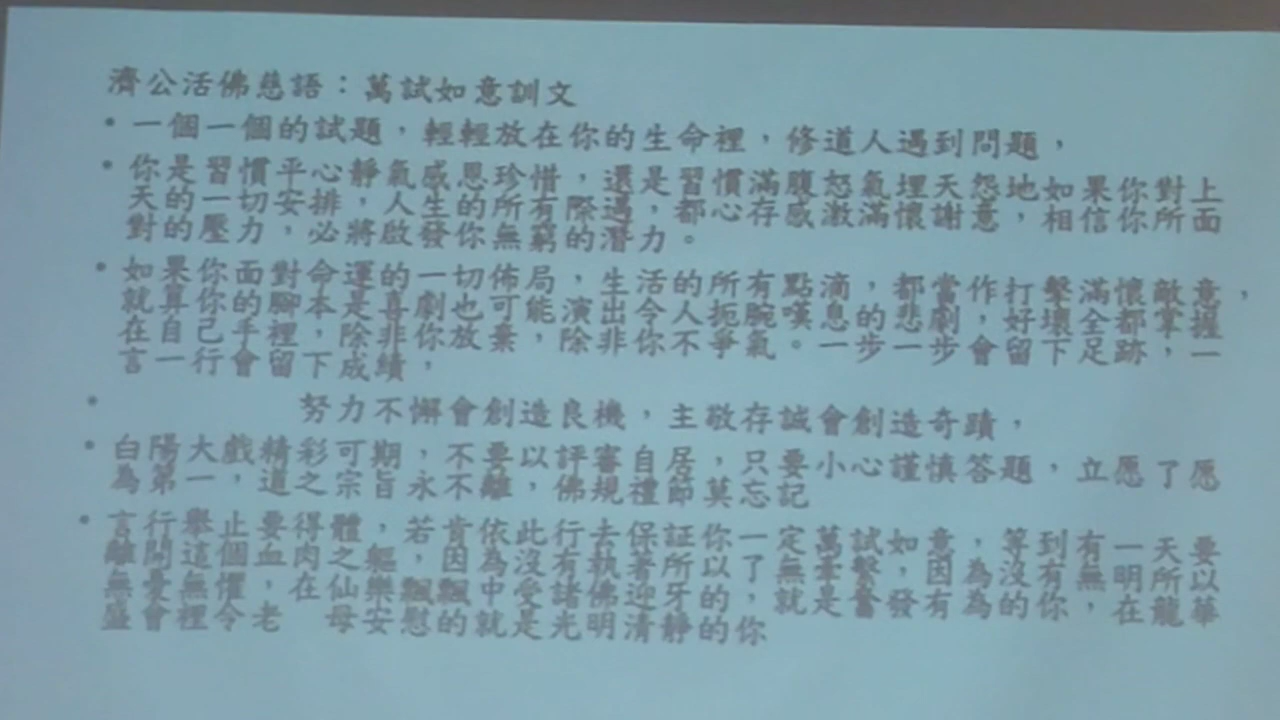 濟公活佛慈語：萬試如意訓文
• 一個一個的試題，輕輕放在你的生命裡，修道人遇到問題，
• 你是習慣平心靜氣感恩珍惜，還是習慣滿腹怒氣埋天怨地如果你對上
天的一切安排，人生的所有際遇，都心存感激滿懷謝意，相信你所面
對的壓力，必將啟發你無窮的潛力。
• 如果你面對命運的一切佈局，生活的所有點滴，都當作打擊滿懷敵意，
就算你的腳本是喜劇也可能演出令人扼腕嘆息的悲劇，好壞全都掌握
在自己手裡，除非你放棄，除非你不爭氣。一步一步會留下足跡，一
言一行會留下成績，
• 努力不懈會創造良機，主敬存誠會創造奇蹟，
• 白陽大戲精彩可期，不要以評審自居，只要小心謹慎答題，立愿了愿
為第一，道之宗旨永不離，佛規禮節莫忘記
• 言行舉止要得體，若肯依此行去保証你一定萬試如意，等到有一天要
離開這個血肉之軀，因為沒有執著所以了無牽繫，因為沒有無明所以
無憂無懼，在 仙樂飄飄中受諸佛迎牙的，就是奮發有為的你，在龍華
盛會裡令老 母安慰的就是光明清靜的你